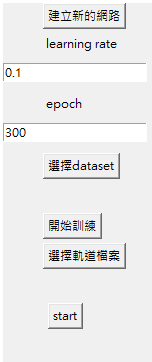 建立新的網路
learning rate
0.1
epoch
300
選擇dataset
開始訓練
選擇軌道檔案
start